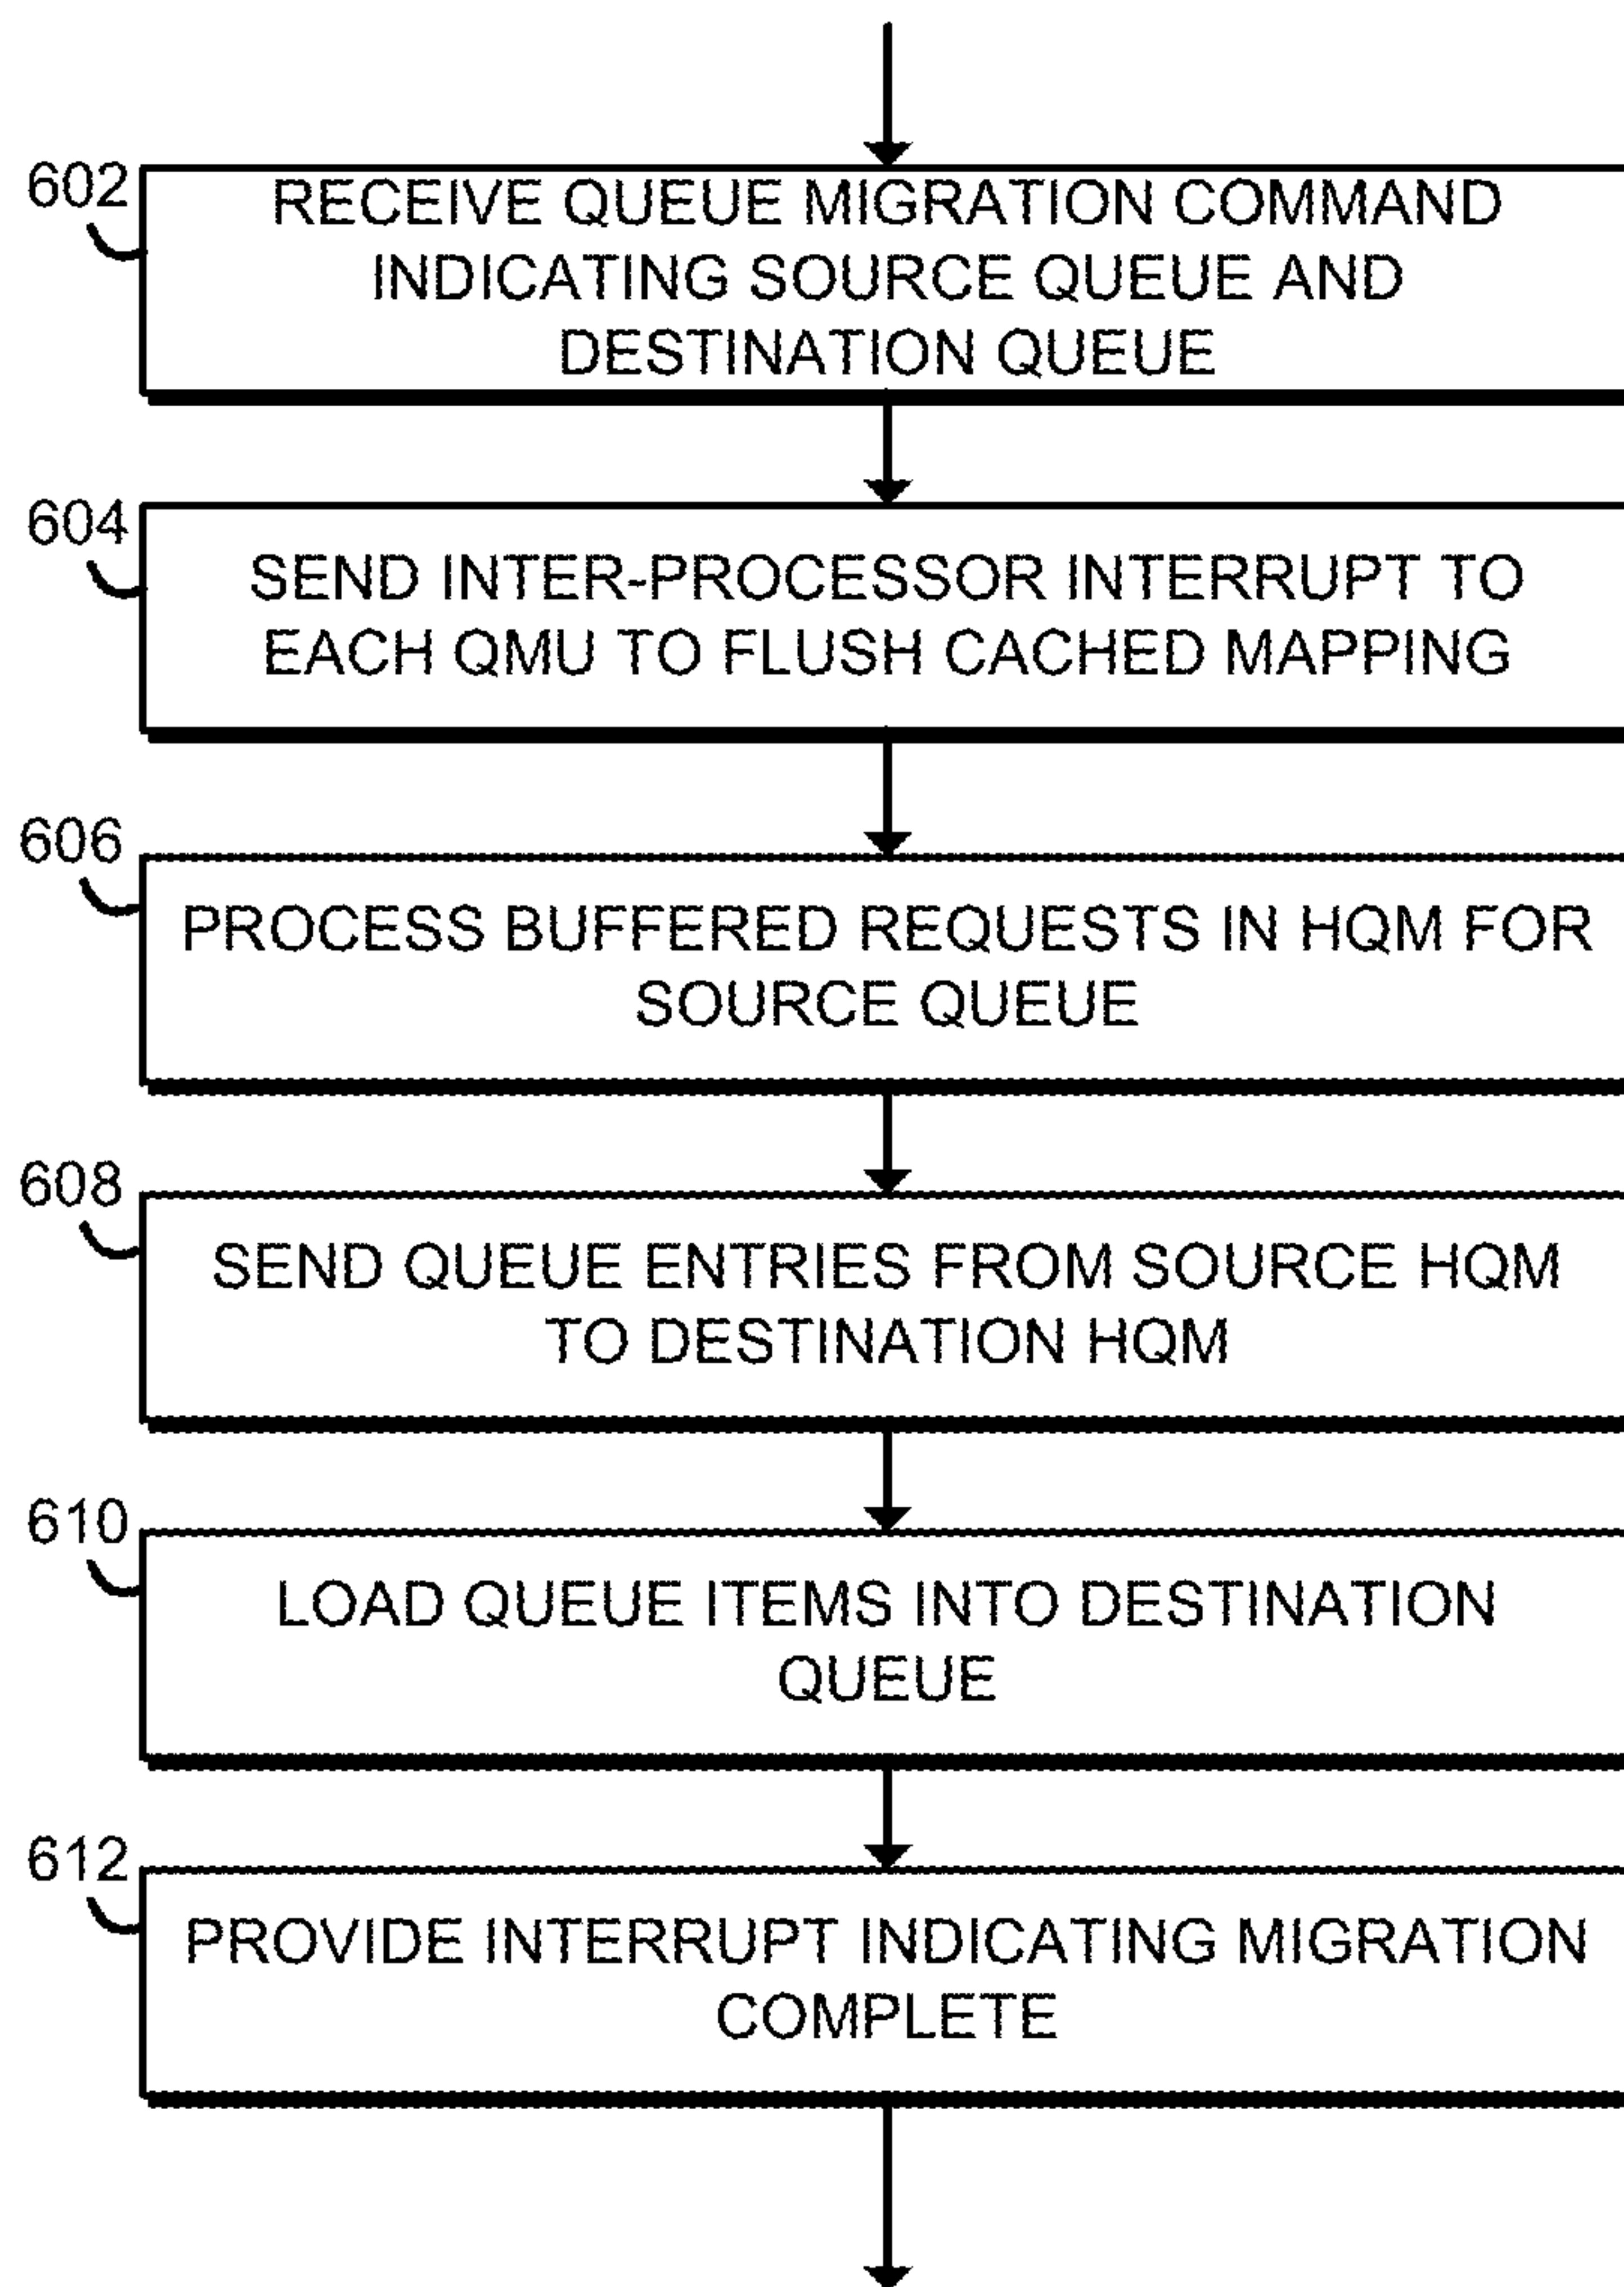 602
RECEIVE QUEUE MIGRATION COMMAND
INDICATING SOURCE QUEUE AND
DESTINATION QUEUE
604
SEND INTER-PROCESSOR INTERRUPT TO
EACH QMU TO FLUSH CACHED MAPPING
606
PROCESS BUFFERED REQUESTS IN HQM FOR
SOURCE QUEUE
608
SEND QUEUE ENTRIES FROM SOURCE HQM
TO DESTINATION HQM
610
LOAD QUEUE ITEMS INTO DESTINATION
QUEUE
612
PROVIDE INTERRUPT INDICATING MIGRATION
COMPLETE